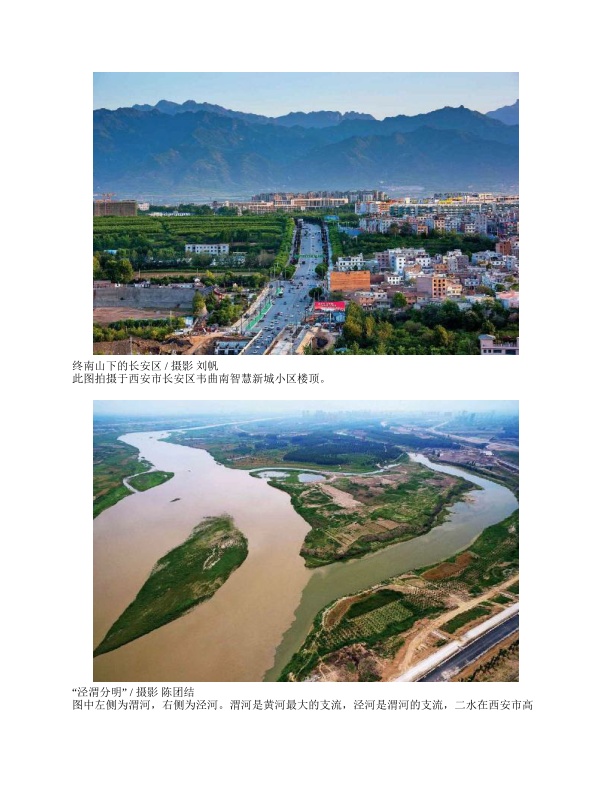 终南山下的长安区 / 摄影 刘帆
此图拍摄于西安市长安区韦曲南智慧新城小区楼顶。
“泾渭分明” / 摄影 陈团结
图中左侧为渭河，右侧为泾河。渭河是黄河最大的支流，泾河是渭河的支流，二水在西安市高